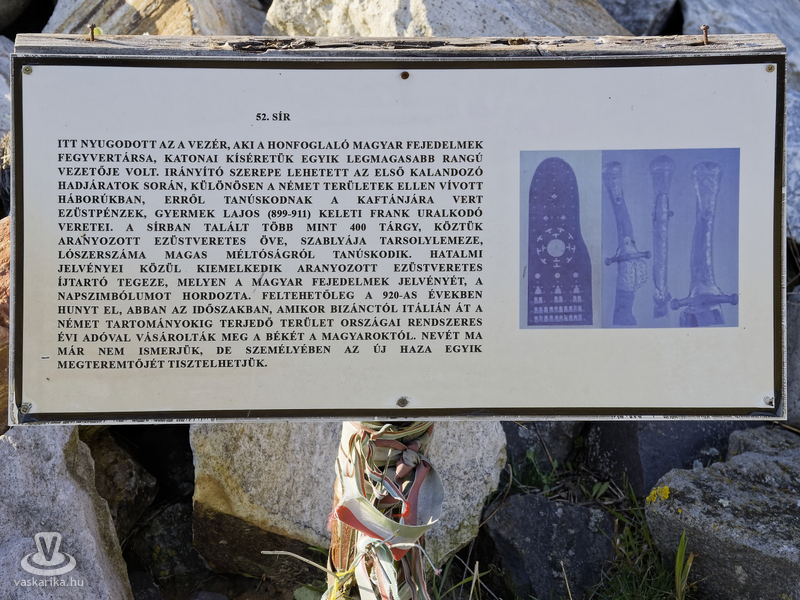 52. SÍR
ITT NYUGODOTT AZ A VEZÉR, AKI A HONFOGLALÓ MAGYAR FEJEDELMEK
FEGYVERTÁRSA, KATONAI KÍSÉRETÜK EGYIK LEGMAGASABB RANGÚ
VEZETŐJE VOLT. IRÁNYÍTÓ SZEREPE LEHETETT AZ ELSŐ KALANDOZÓ
HADJÁRATOK SORÁN, KÜLÖNÖSEN A NÉMET TERÜLETEK ELLEN VÍVOTT
HÁBORÚKBAN, ERRŐL TANÚSKODNAK A KAFTÁNJÁRA VERT
EZÜSTPÉNZEK, GYERMEK LAJOS (899-911) KELETI FRANK URALKODÓ
VERETEI. A SÍRBAN TALÁLT TÖBB MINT 400 TÁRGY, KÖZTÜK
ARANYOZOTT EZÜSTVERETES ÖVE, SZABLYÁJA TARSOLYLEMEZE,
LÓSZERSZÁMA MAGAS MÉLTÓSÁGRÓL TANÚSKODIK. HATALMI
JELVÉNYEI KÖZÜL KIEMELKEDIK ARANYOZOTT EZÜSTVERETES
ÍJTARTÓ TEGEZE, MELYEN A MAGYAR FEJEDELMEK JELVÉNYÉT, A
NAPSZIMBÓLUMOT HORDOZTA. FELTEHETŐLEG A 920-AS ÉVEKBEN
HUNYT EL, ABBAN AZ IDŐSZAKBAN, AMIKOR BIZÁNCTÓL ITÁLIÁN ÁT A
NÉMET TARTOMÁNYOKIG TERJEDŐ TERÜLET ORSZÁGAI RENDSZERES
ÉVI ADÓVAL VÁSAROLTÁK MEG A BÉKÉT A MAGYAROKTÓL. NEVÉT MA
MÁR NEM ISMERJÜK, DE SZEMÉLYÉBEN AZ ÚJ HAZA EGYIK
MEGTEREMTŐJÉT TISZTELHETJÜK.
vaskarika.hu